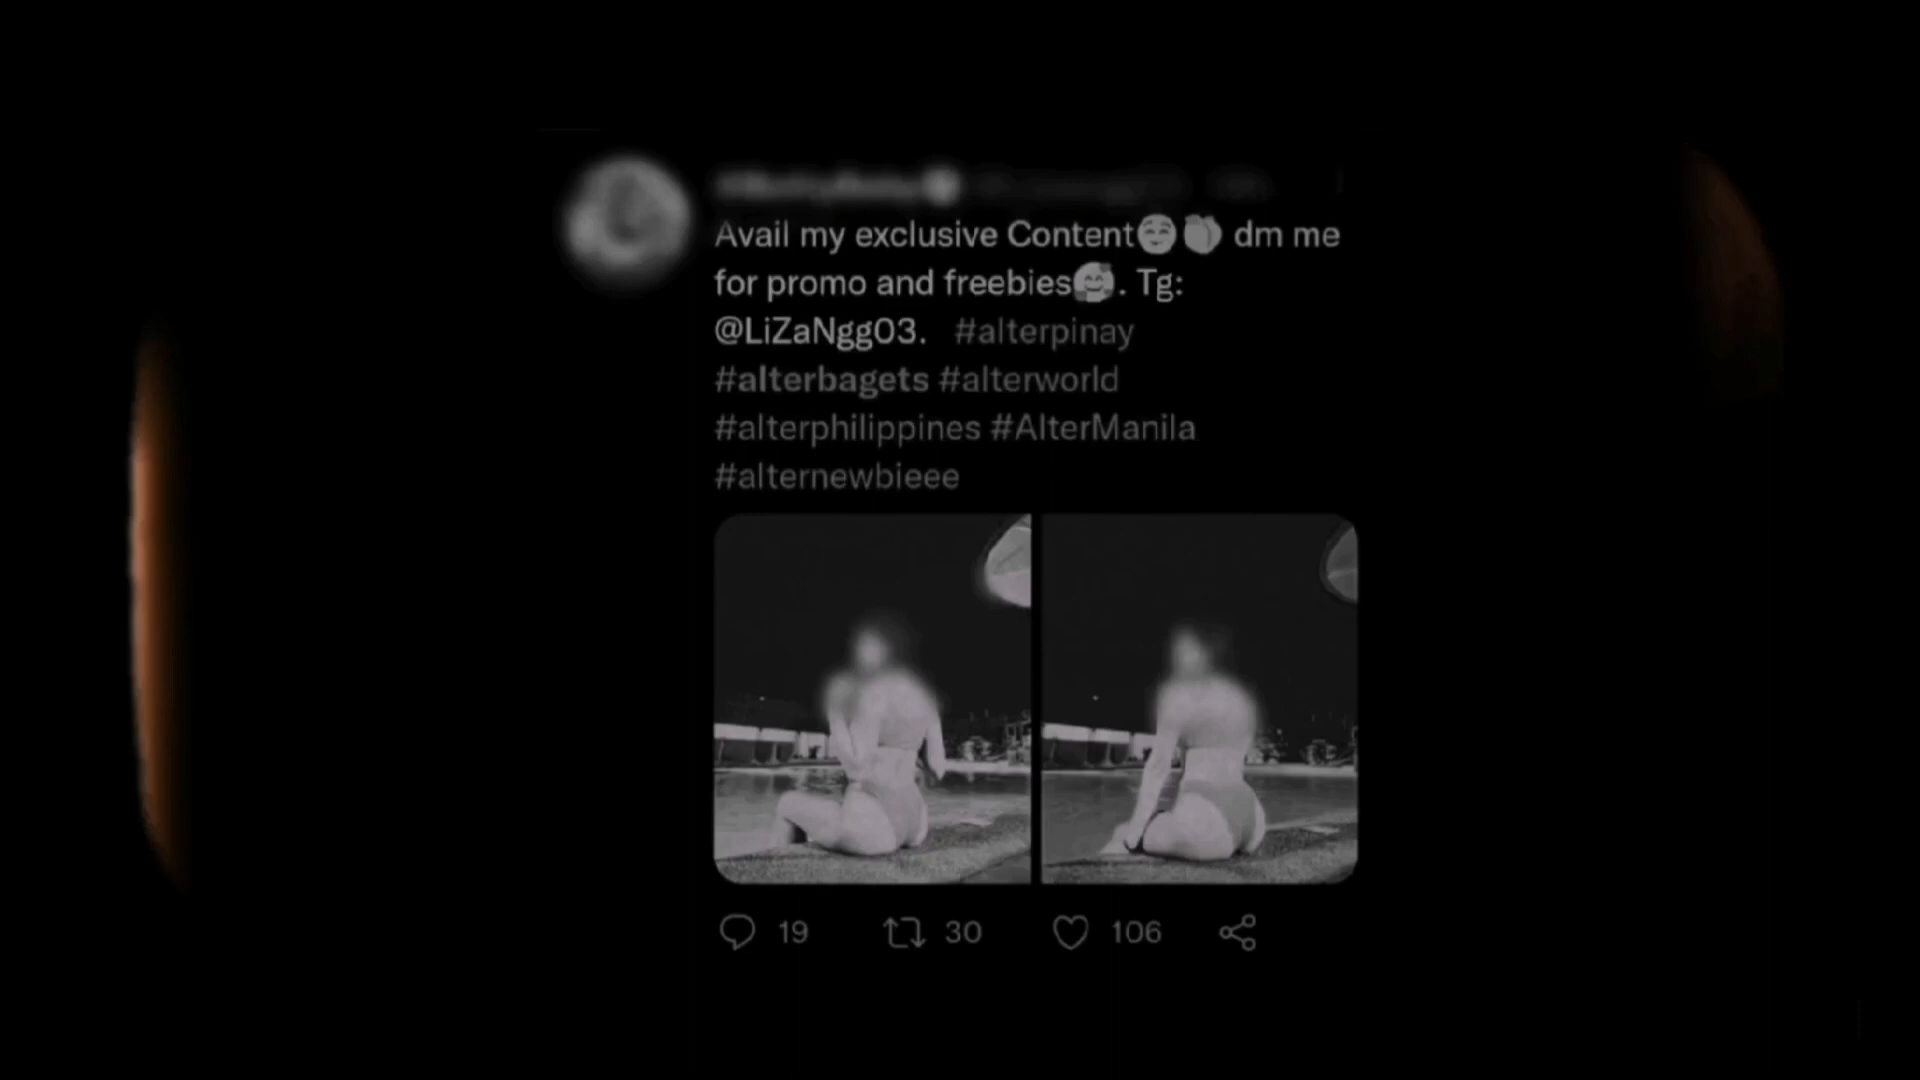 Avail my exclusive Content😌🍑 dm me
for promo and freebies🥰. Tg:
@LiZaNgg03. #alterpinay
#alterbagets #alterworld
#alterphilippines #AlterManila
#alternewbieee
19 30 106